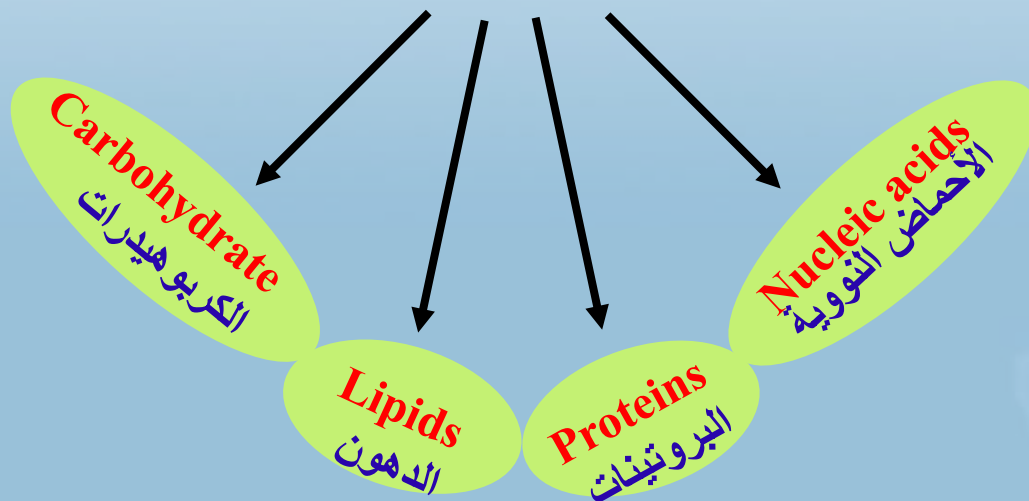 Carbohydrate
الكربوهيدرات
Lipids
الدهون
Proteins
البروتينات
Nucleic acids
الأحماض النووية